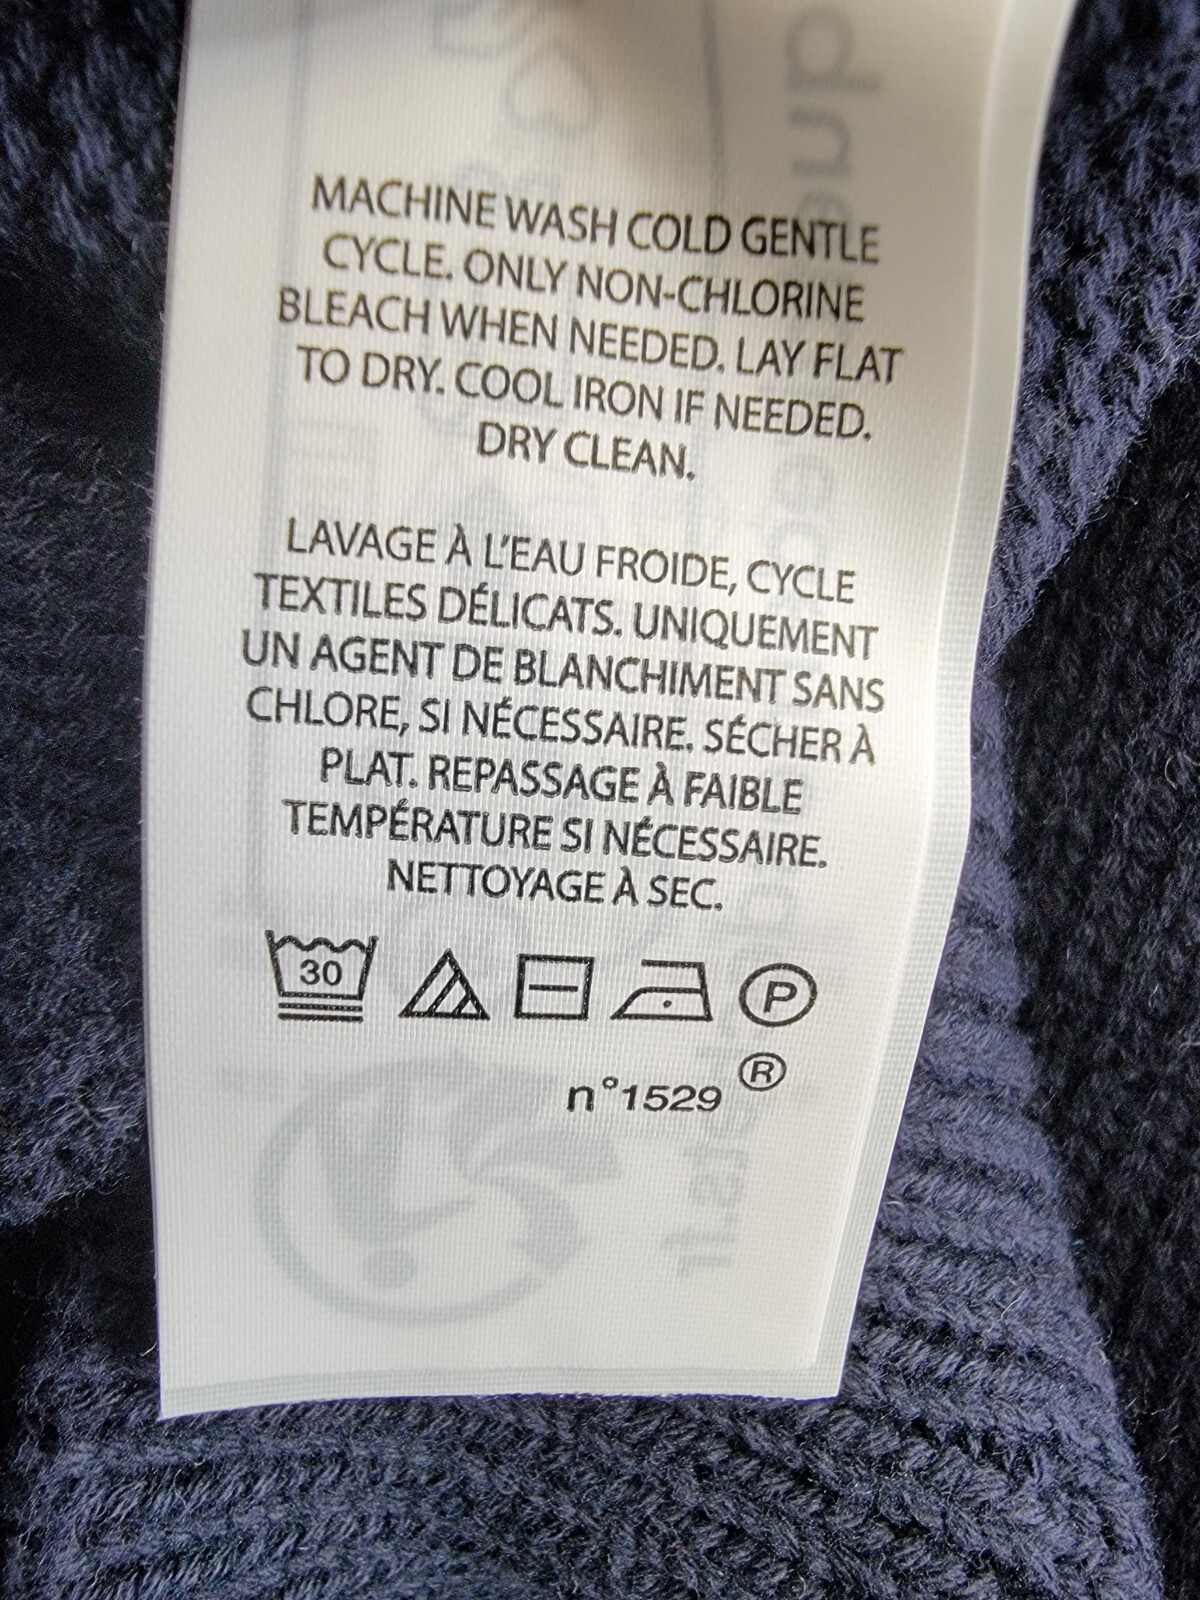 MACHINE WASH COLD GENTLE
CYCLE. ONLY NON-CHLORINE
BLEACH WHEN NEEDED. LAY FLAT
TO DRY. COOL IRON IF NEEDED.
DRY CLEAN.
LAVAGE À L'EAU FROIDE, CYCLE
TEXTILES DÉLICATS. UNIQUEMENT
UN AGENT DE BLANCHIMENT SANS
CHLORE, SI NÉCESSAIRE. SÉCHER À
PLAT. REPASSAGE À FAIBLE
TEMPÉRATURE SI NÉCESSAIRE.
NETTOYAGE À SEC.
30 P
n°1529 ®